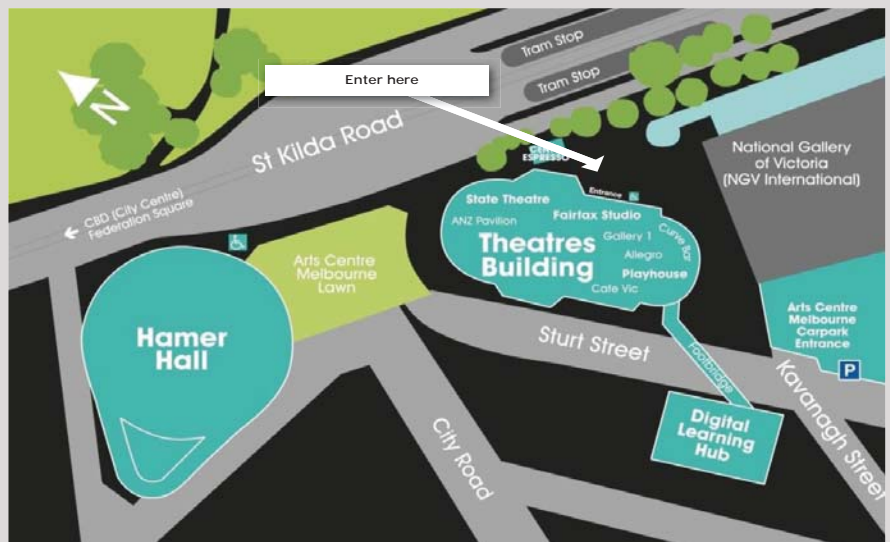 Tram Stop
Tram Stop
Enter here
N
St Kilda Road
CBD (City Centre)
Federation Square
ESPRESSO
National Gallery
of Victoria
(NGV International)
Entrance
State Theatre
ANZ Pavilion
Fairfax Studio
Gallery 1
Curve Bar
Theatres
Building
Allegro
Playhouse
Cafe Vic
Arts Centre
Melbourne
Lawn
Hamer
Hall
Sturt Street
Footbridge
Arts Centre
Melbourne
Carpark
Entrance
P
Kavanagh Street
City Road
Digital
Learning
Hub